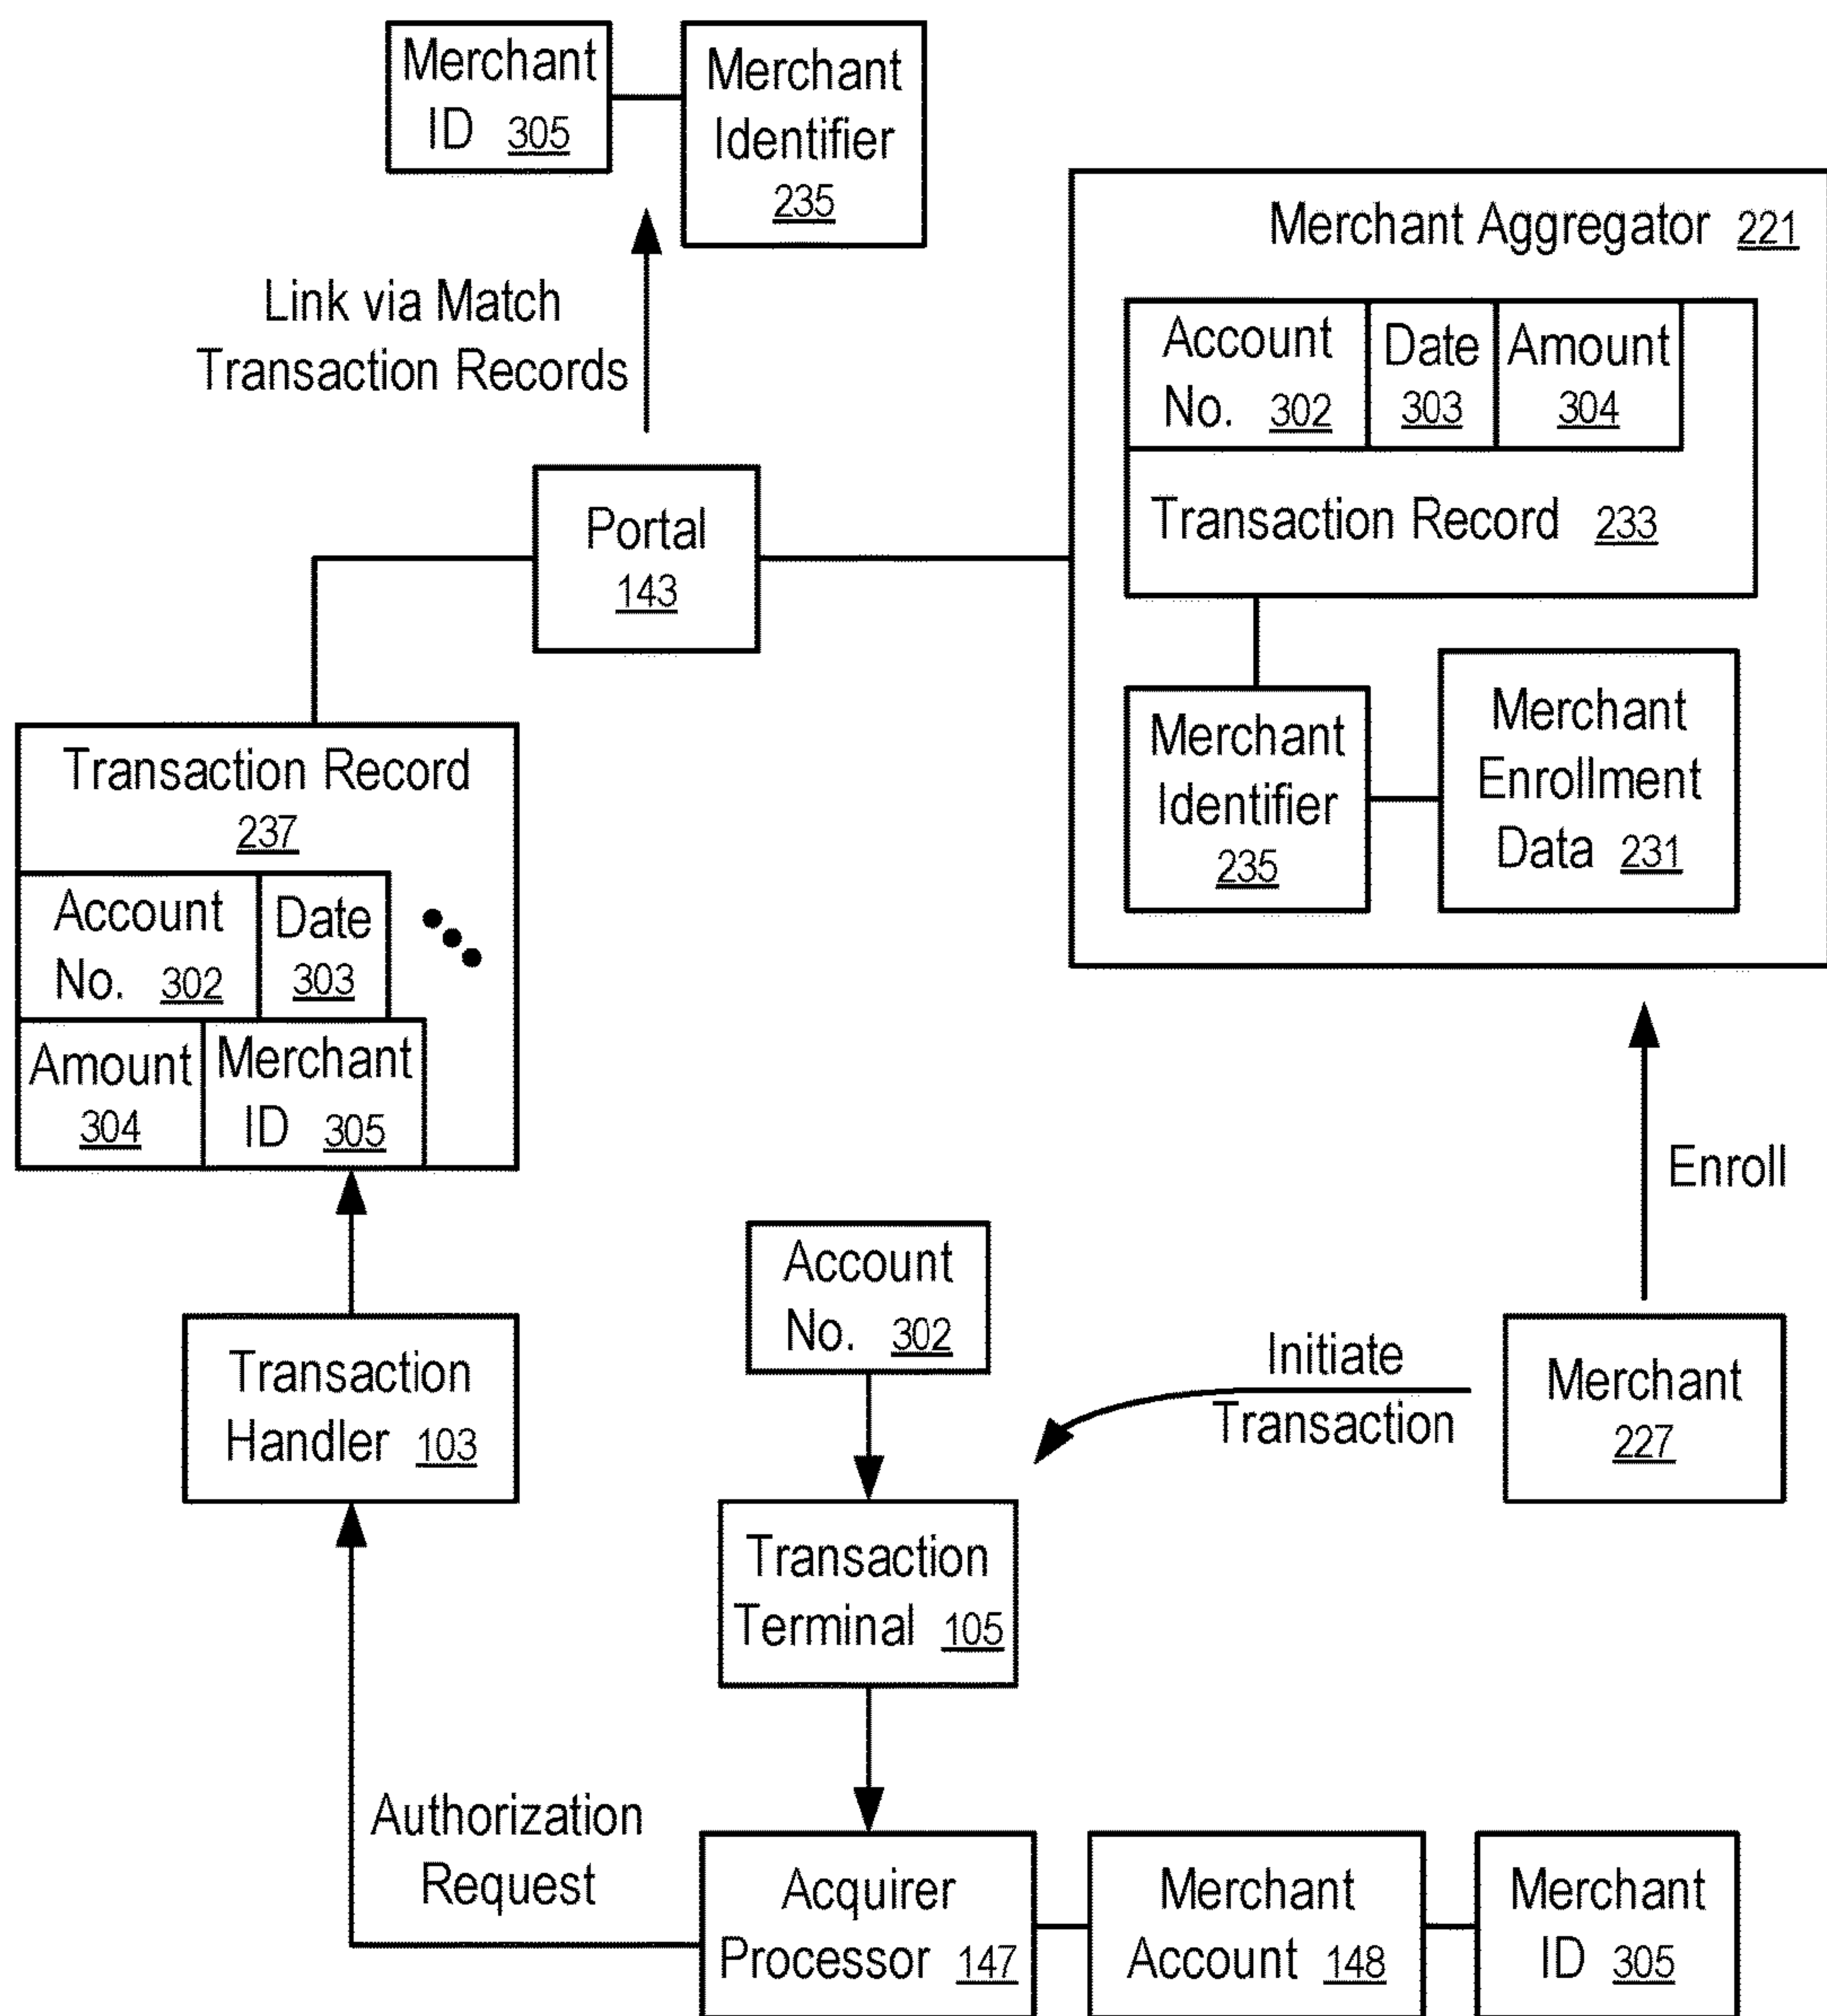 Merchant
ID 305
Merchant
Identifier
235
Link via Match
Transaction Records
Merchant Aggregator 221
Account
No. 302
Date
303
Amount
304
Transaction Record 233
Portal
143
Merchant
Identifier
235
Merchant
Enrollment
Data 231
Transaction Record
237
Account
No. 302
Date
303
Amount
304
Merchant
ID 305
Enroll
Account
No. 302
Transaction
Handler 103
Initiate
Transaction
Merchant
227
Transaction
Terminal 105
Authorization
Request
Acquirer
Processor 147
Merchant
Account 148
Merchant
ID 305